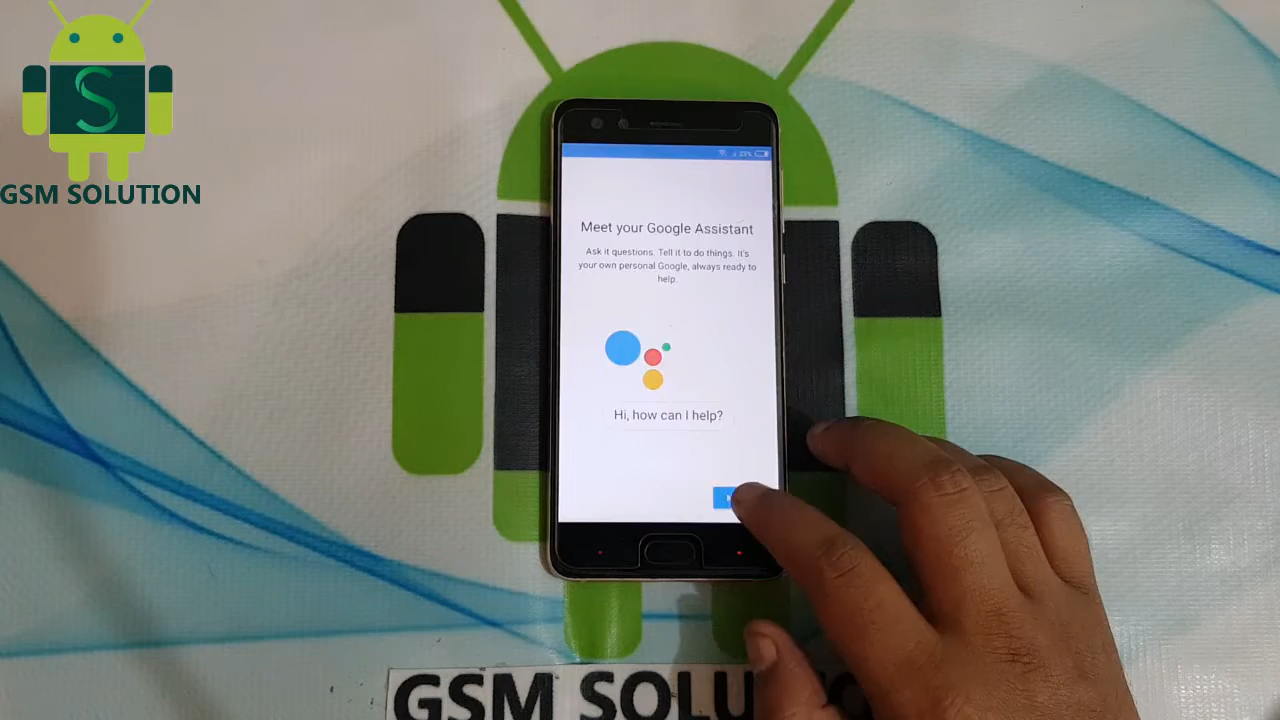 GSM SOLUTION
23%
Meet your Google Assistant
Ask it questions. Tell it to do things. It's
your own personal Google, always ready to
help.
Hi, how can I help?
GSM SOLU